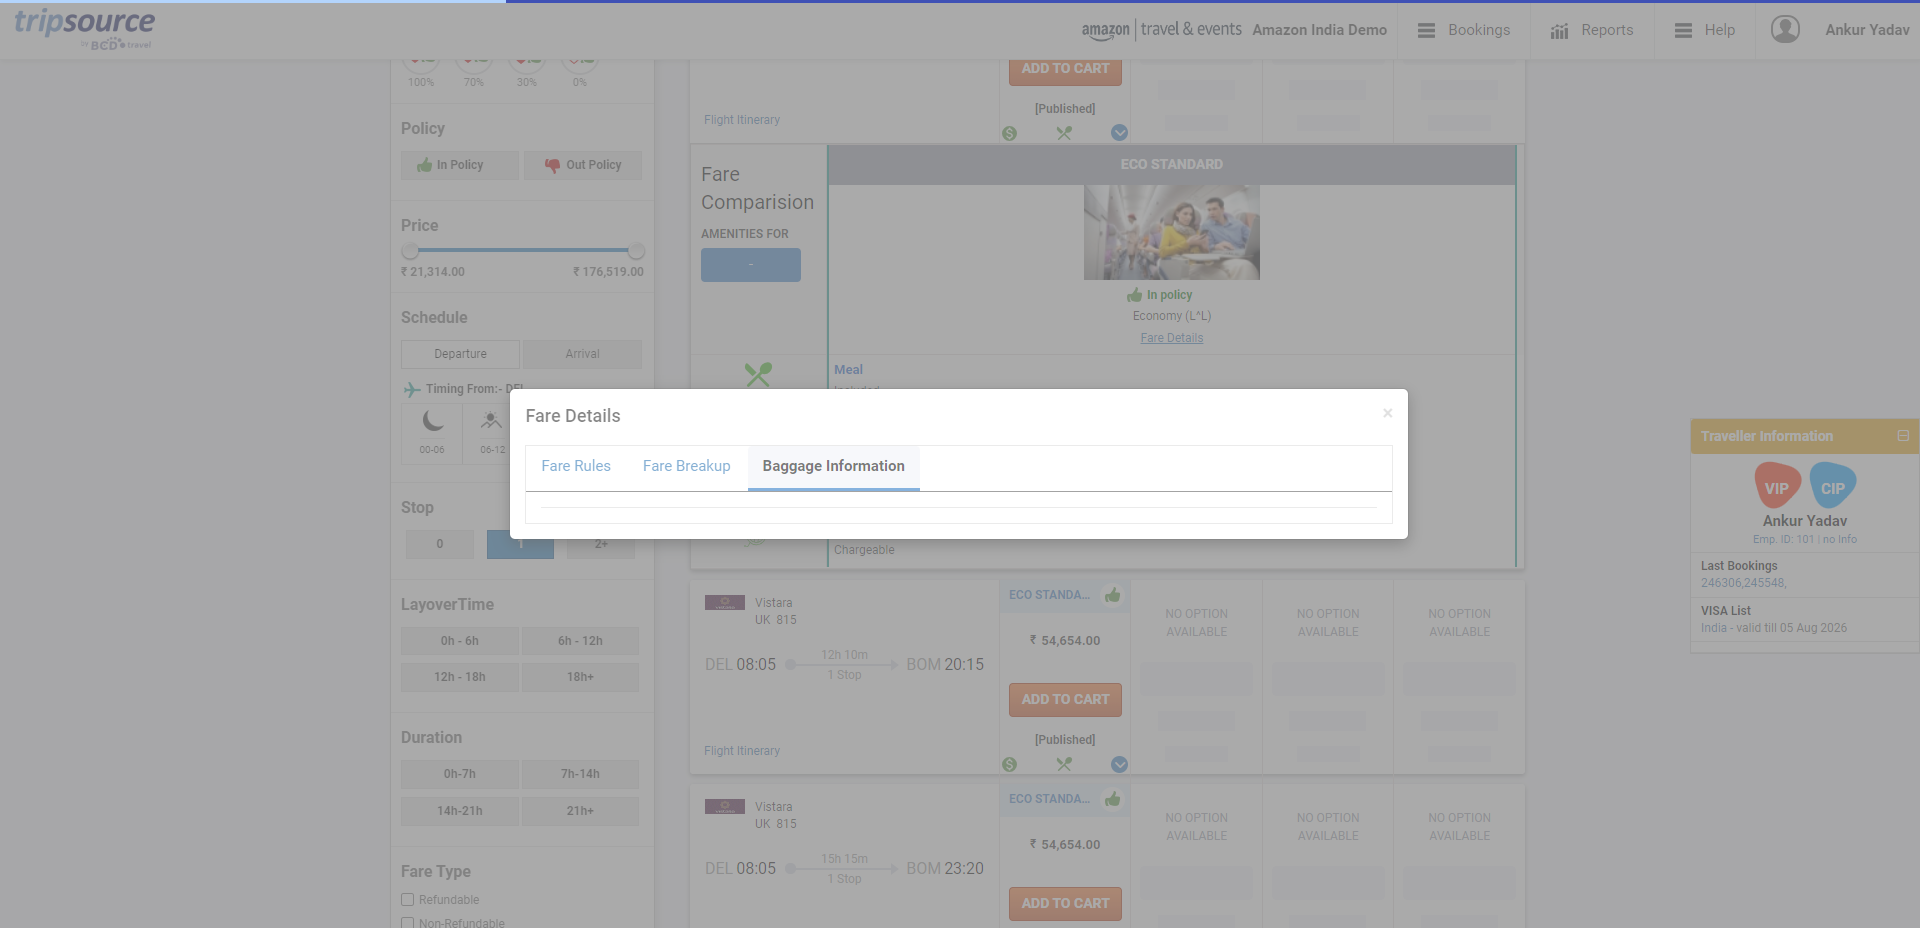 tripsource
by BCD travel
amazon | travel & events Amazon India Demo
Bookings
Reports
Help
Ankur Yadav
100%
70%
30%
0%
Policy
In Policy
Out Policy
Price
₹ 21,314.00
₹ 176,519.00
Schedule
Departure
Arrival
Timing From:- DEL
00-06
06-12
Stop
0
1
2+
LayoverTime
0h - 6h
6h - 12h
12h - 18h
18h+
Duration
0h-7h
7h-14h
14h-21h
21h+
Fare Type
Refundable
Non-Refundable
ADD TO CART
[Published]
Flight Itinerary
Fare
Comparision
AMENITIES FOR
-
ECO STANDARD
In policy
Economy (L*L)
Fare Details
Meal
Included
Fare Details
×
Fare Rules
Fare Breakup
Baggage Information
Chargeable
Vistara
UK 815
DEL 08:05
12h 10m
1 Stop
BOM 20:15
Flight Itinerary
ECO STANDA...
₹ 54,654.00
ADD TO CART
[Published]
NO OPTION
AVAILABLE
NO OPTION
AVAILABLE
NO OPTION
AVAILABLE
Vistara
UK 815
DEL 08:05
15h 15m
1 Stop
BOM 23:20
ECO STANDA...
₹ 54,654.00
ADD TO CART
NO OPTION
AVAILABLE
NO OPTION
AVAILABLE
NO OPTION
AVAILABLE
Traveller Information
VIP
CIP
Ankur Yadav
Emp. ID: 101 | no Info
Last Bookings
246306,245548,
VISA List
India - valid till 05 Aug 2026